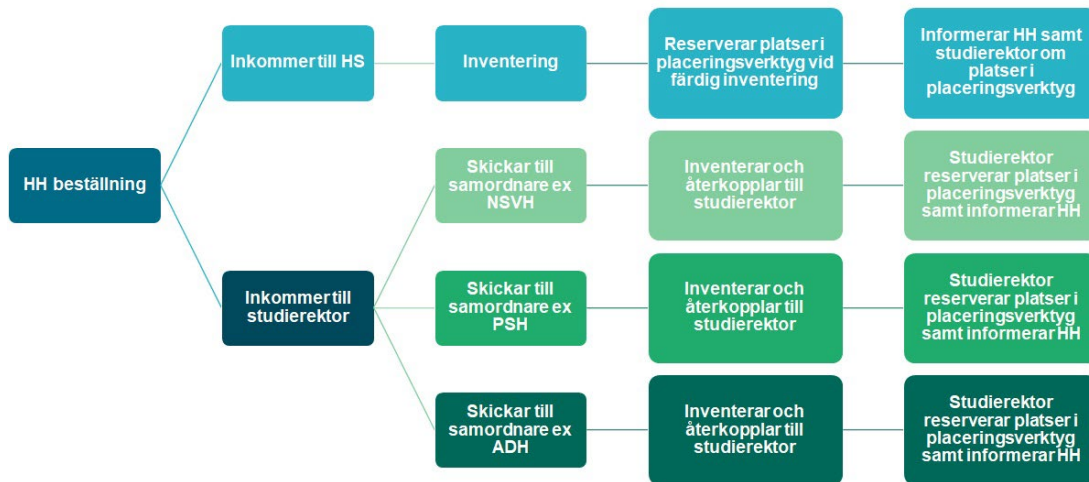 HH beställning
Inkommer till HS
Inventering
Reserverar platser i
placeringsverktyg vid
färdig inventering
Informerar HH samt
studierektor om
platser i
placeringsverktyg
Inkommer till
studierektor
Skickar till
samordnare ex
NSVH
Inventerar och
återkopplar till
studierektor
Studierektor
reserverar platser i
placeringsverktyg
samt informerar HH
Skickar till
samordnare ex
PSH
Inventerar och
återkopplar till
studierektor
Studierektor
reserverar platser i
placeringsverktyg
samt informerar HH
Skickar till
samordnare ex
ADH
Inventerar och
återkopplar till
studierektor
Studierektor
reserverar platser i
placeringsverktyg
samt informerar HH